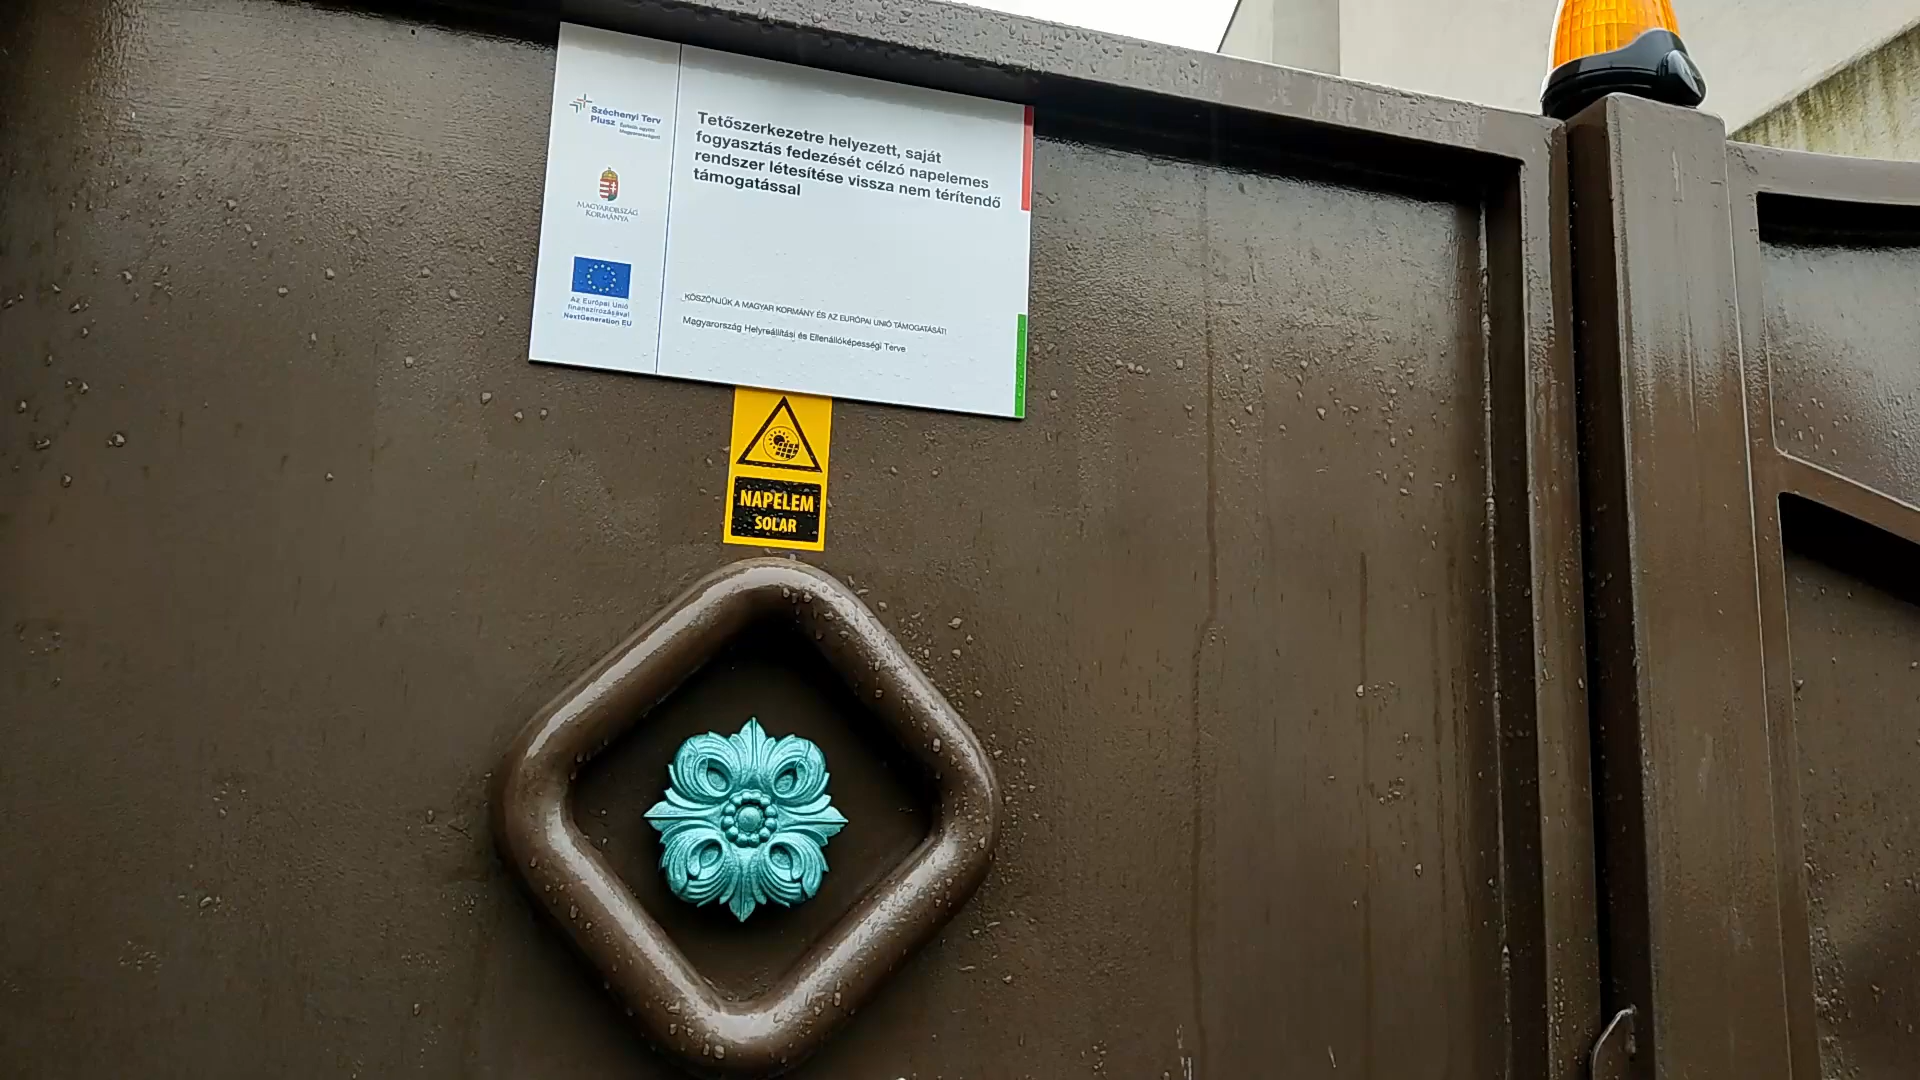 Széchenyi Terv
Plusz
MAGYARORSZÁG
KORMÁNYA
Az Európai Unió
finanszírozásával
NextGeneration EU
Tetőszerkezetre helyezett, saját
fogyasztás fedezését célzó napelemes
rendszer létesítése vissza nem térítendő
támogatással
KÖSZÖNJÜK A MAGYAR KORMÁNY ÉS AZ EURÓPAI UNIÓ TÁMOGATÁSÁT!
Magyarország Helyreállítási és Ellenállóképességi Terve
NAPELEM
SOLAR